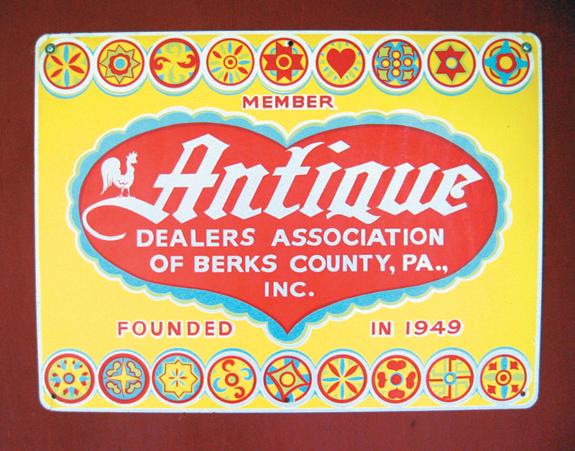 MEMBER
Antique
DEALERS ASSOCIATION
OF BERKS COUNTY, PA.,
INC.
FOUNDED IN 1949